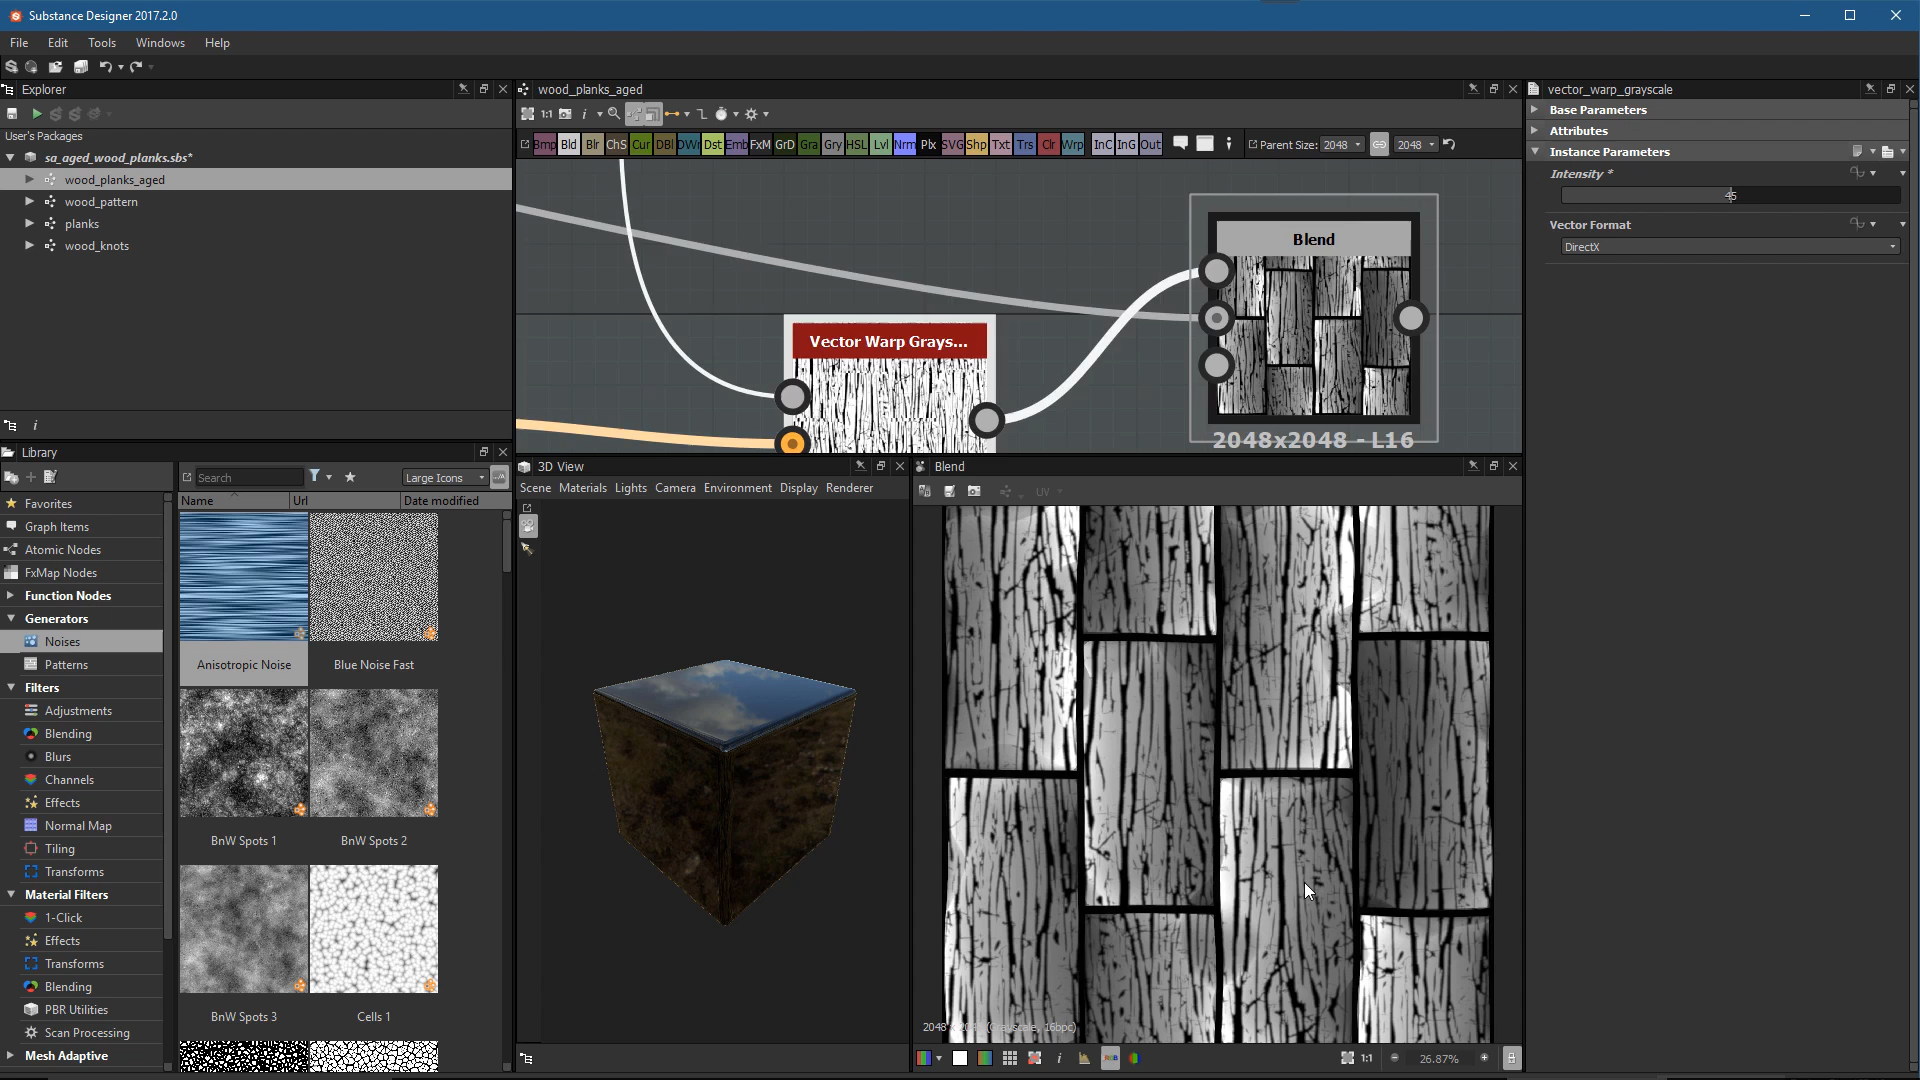 Substance Designer 2017.2.0
File Edit Tools Windows Help
Explorer
User's Packages
sa_aged_wood_planks.sbs*
wood_planks_aged
wood_pattern
planks
wood_knots
Library
Search
Large Icons
Name Url Date modified
Favorites
Graph Items
Atomic Nodes
FxMap Nodes
Function Nodes
Generators
Noises
Patterns
Filters
Adjustments
Blending
Blurs
Channels
Effects
Normal Map
Tiling
Transforms
Material Filters
1-Click
Effects
Transforms
Blending
PBR Utilities
Scan Processing
Mesh Adaptive
Anisotropic Noise
Blue Noise Fast
BnW Spots 1
BnW Spots 2
BnW Spots 3
Cells 1
wood_planks_aged
1:1
Bmp Bld Blr ChS Cur DBl DWr Dst Emb FxM GrD Gra Gry HSL Lvl Nrm Plx SVG Shp Txt Trs Clr Wrp InC InG Out
Parent Size: 2048 2048
Vector Warp Grays...
Blend
2048x2048 - L16
3D View
Scene Materials Lights Camera Environment Display Renderer
Blend
UV
(Grayscale, 16bpc)
1:1
26.87%
vector_warp_grayscale
Base Parameters
Attributes
Instance Parameters
Intensity *
45
Vector Format
DirectX